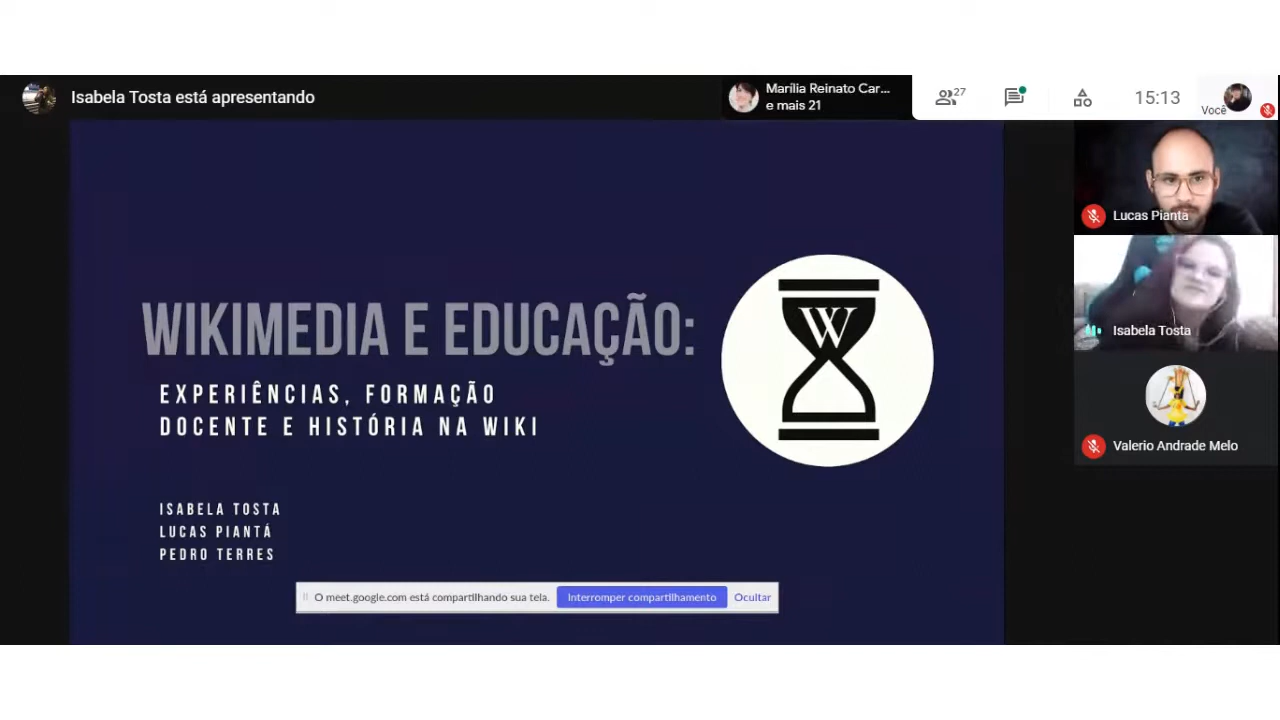 Isabela Tosta está apresentando
Marília Reinato Car...
e mais 21
27
15:13
Você
Lucas Pianta
Isabela Tosta
Valerio Andrade Melo
WIKIMEDIA E EDUCAÇÃO:
EXPERIÊNCIAS, FORMAÇÃO
DOCENTE E HISTÓRIA NA WIKI
W
ISABELA TOSTA
LUCAS PIANTÁ
PEDRO TERRES
O meet.google.com está compartilhando sua tela. Interromper compartilhamento Ocultar